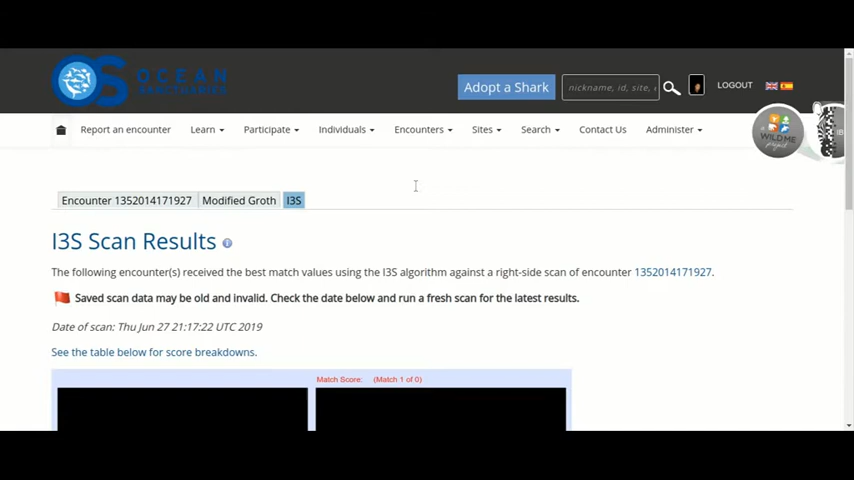 OCEAN
SANCTUARIES
Adopt a Shark
nickname, id, site,
LOGOUT
Report an encounter
Learn
Participate
Individuals
Encounters
Sites
Search
Contact Us
Administer
WILD ME
Project
IB
Encounter 1352014171927
Modified Groth
I3S
I3S Scan Results
The following encounter(s) received the best match values using the I3S algorithm against a right-side scan of encounter 1352014171927.
Saved scan data may be old and invalid. Check the date below and run a fresh scan for the latest results.
Date of scan: Thu Jun 27 21:17:22 UTC 2019
See the table below for score breakdowns.
Match Score: (Match 1 of 0)